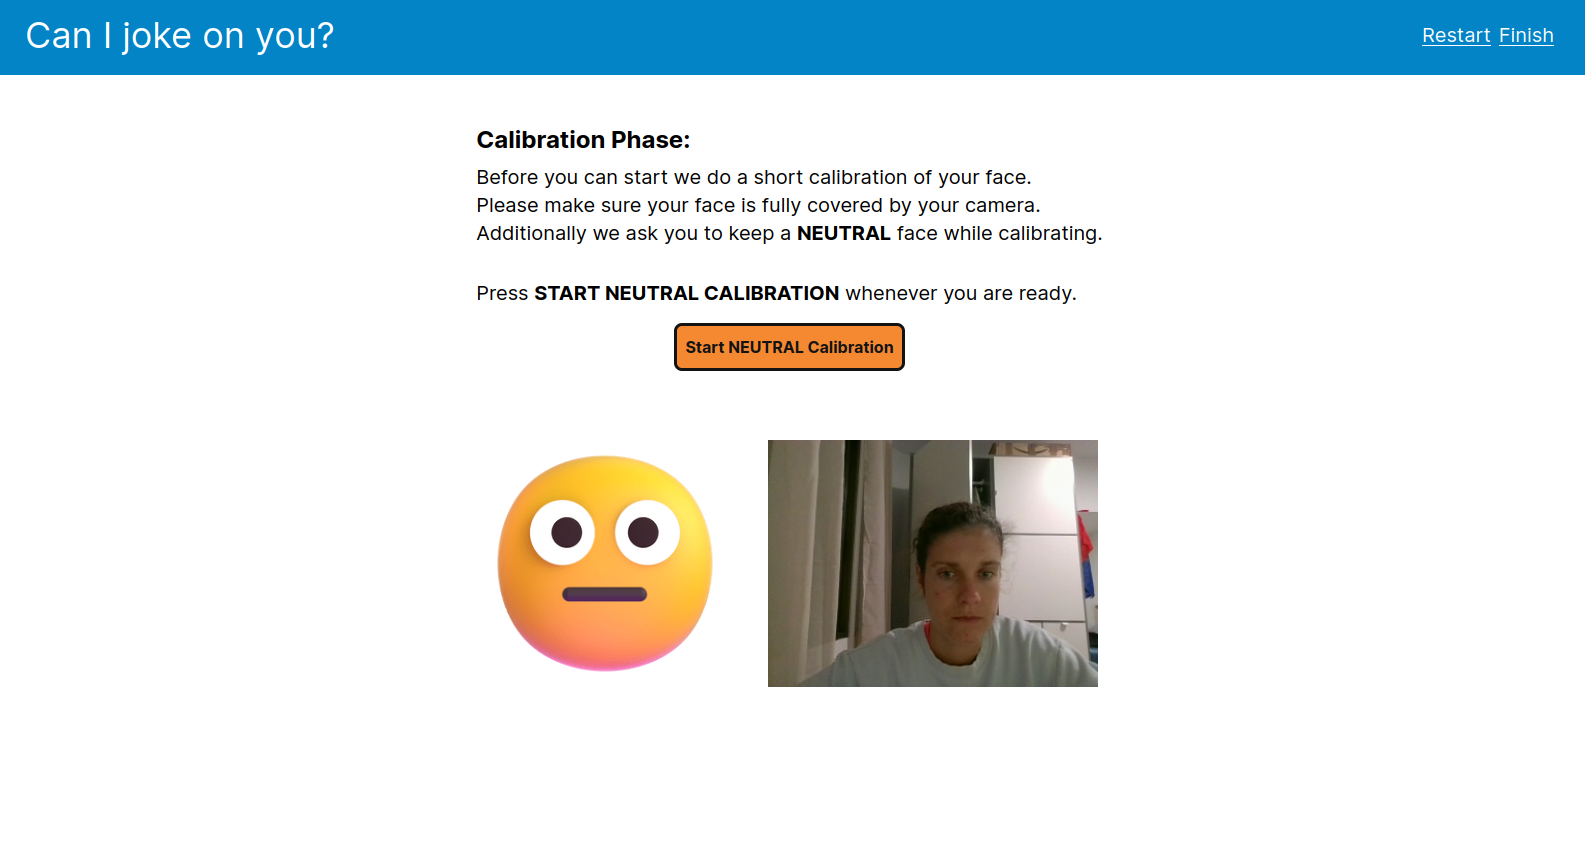 Can I joke on you?
Restart Finish
Calibration Phase:
Before you can start we do a short calibration of your face.
Please make sure your face is fully covered by your camera.
Additionally we ask you to keep a NEUTRAL face while calibrating.
Press START NEUTRAL CALIBRATION whenever you are ready.
Start NEUTRAL Calibration